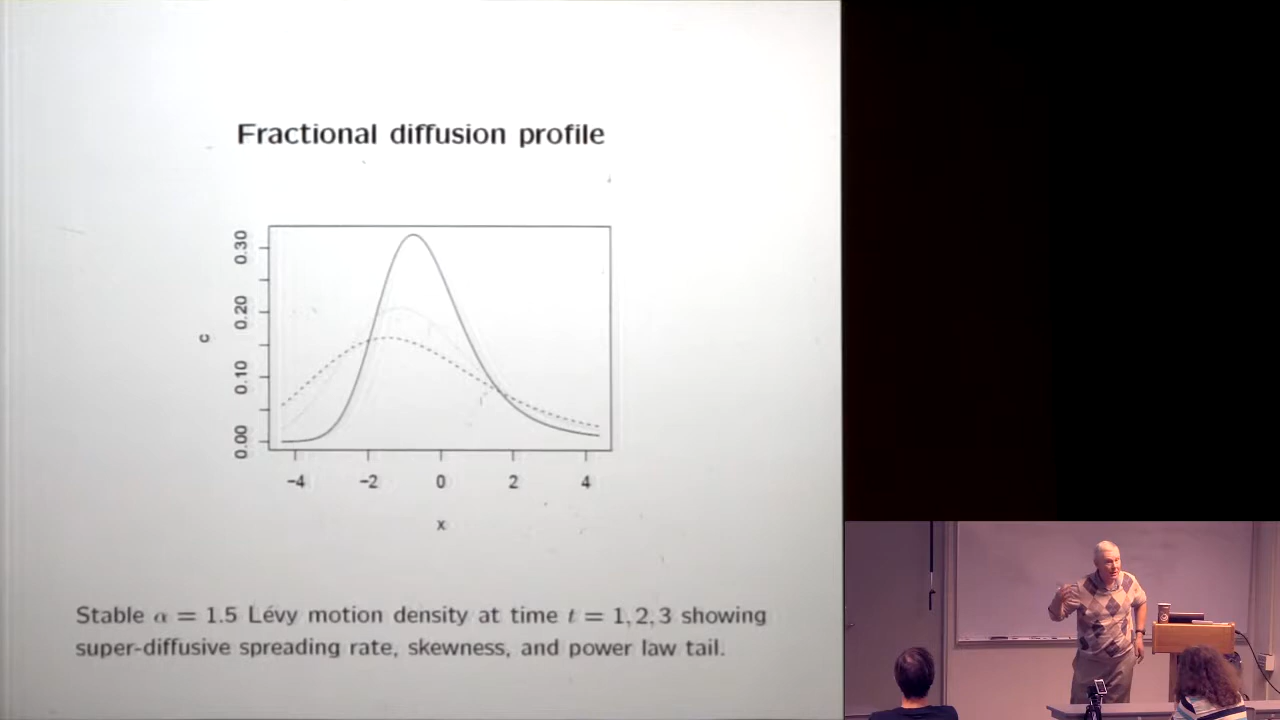 Fractional diffusion profile
0.30
0.20
0.10
0.00
c
−4 −2 0 2 4
x
Stable α = 1.5 Lévy motion density at time t = 1, 2, 3 showing
super-diffusive spreading rate, skewness, and power law tail.